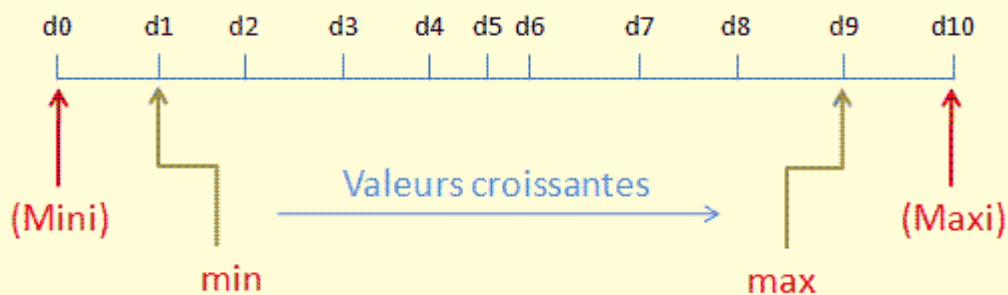 d0 d1 d2 d3 d4 d5 d6 d7 d8 d9 d10
Valeurs croissantes
(Mini) (Maxi)
min max